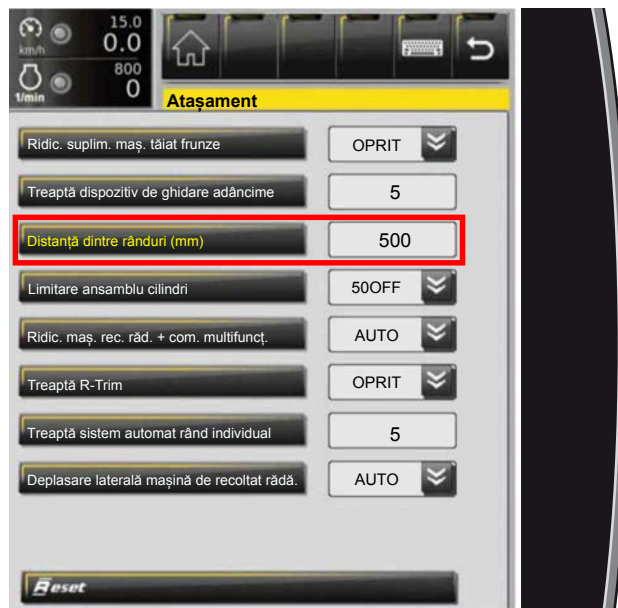 15.0
km/h
0.0
800
1/min
0
Atașament
Ridic. suplim. maș. tăiat frunze
OPRIT
Treaptă dispozitiv de ghidare adâncime
5
Distanță dintre rânduri (mm)
500
Limitare ansamblu cilindri
50OFF
Ridic. maș. rec. răd. + com. multifuncț.
AUTO
Treaptă R-Trim
OPRIT
Treaptă sistem automat rând individual
5
Deplasare laterală mașină de recoltat rădă.
AUTO
Reset